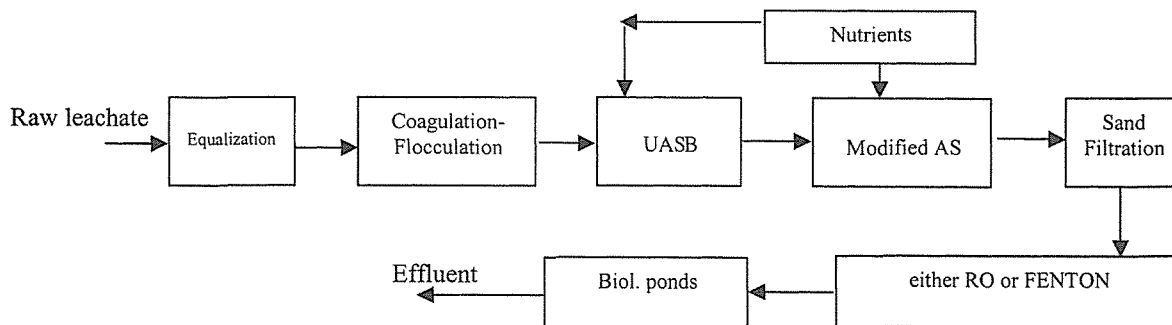 Nutrients
Raw leachate
Equalization
Coagulation-
Flocculation
UASB
Modified AS
Sand
Filtration
either RO or FENTON
Biol. ponds
Effluent